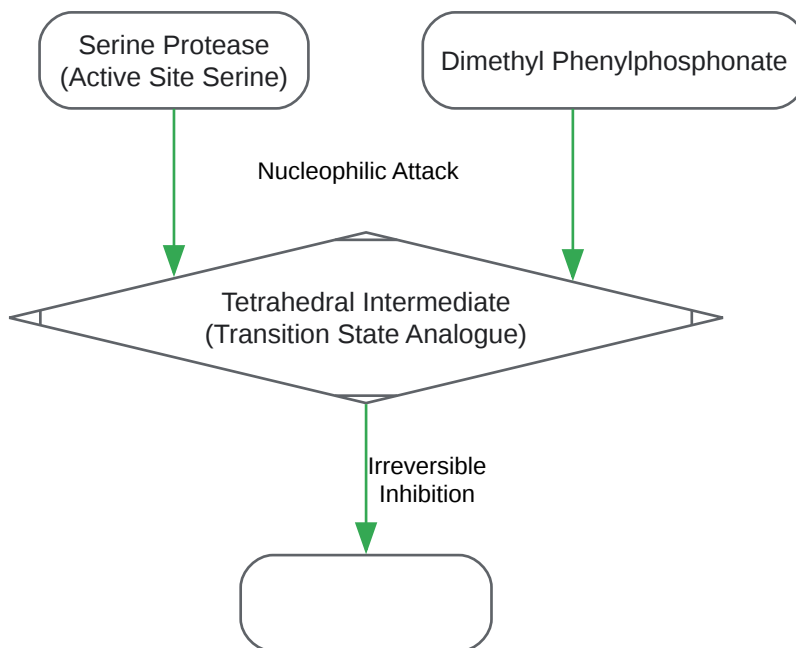 Serine Protease
(Active Site Serine)
Dimethyl Phenylphosphonate
Nucleophilic Attack
Tetrahedral Intermediate
(Transition State Analogue)
Irreversible
Inhibition